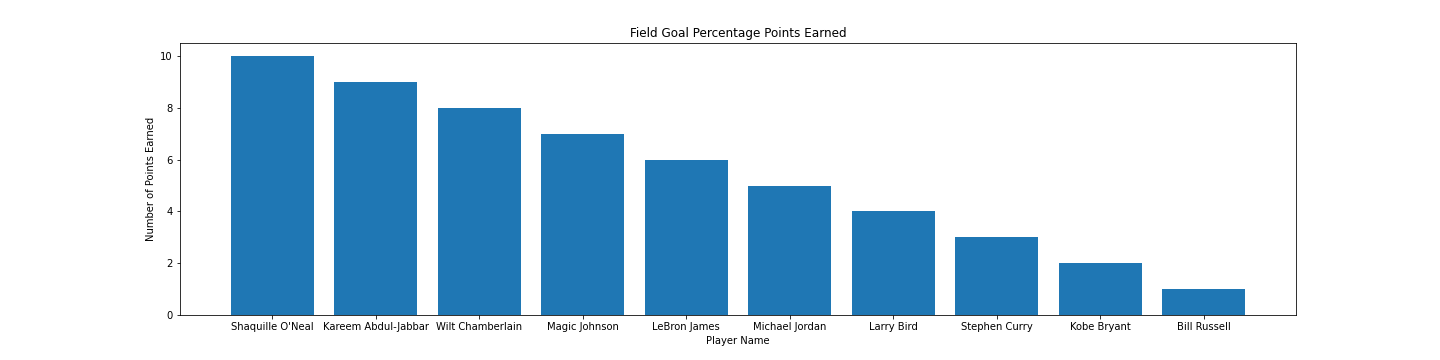 Field Goal Percentage Points Earned
Number of Points Earned
10
8
6
4
2
0
Shaquille O'Neal Kareem Abdul-Jabbar Wilt Chamberlain Magic Johnson LeBron James Michael Jordan Larry Bird Stephen Curry Kobe Bryant Bill Russell
Player Name